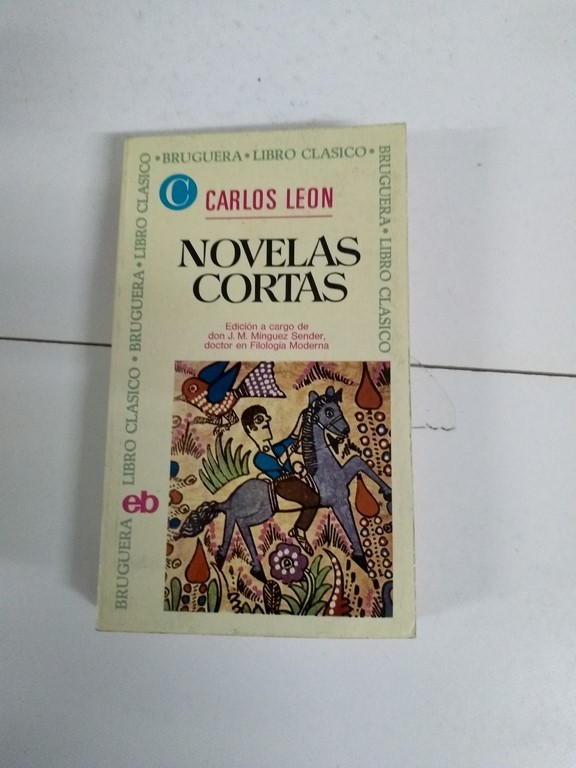 • BRUGUERA • LIBRO CLASICO •
BRUGUERA • LIBRO CLASICO
BRUGUERA LIBRO CLASICO • BRUGUERA • LIBRO CLASICO
C
CARLOS LEON
NOVELAS
CORTAS
Edición a cargo de
don J. M. Mínguez Sender,
doctor en Filología Moderna
eb